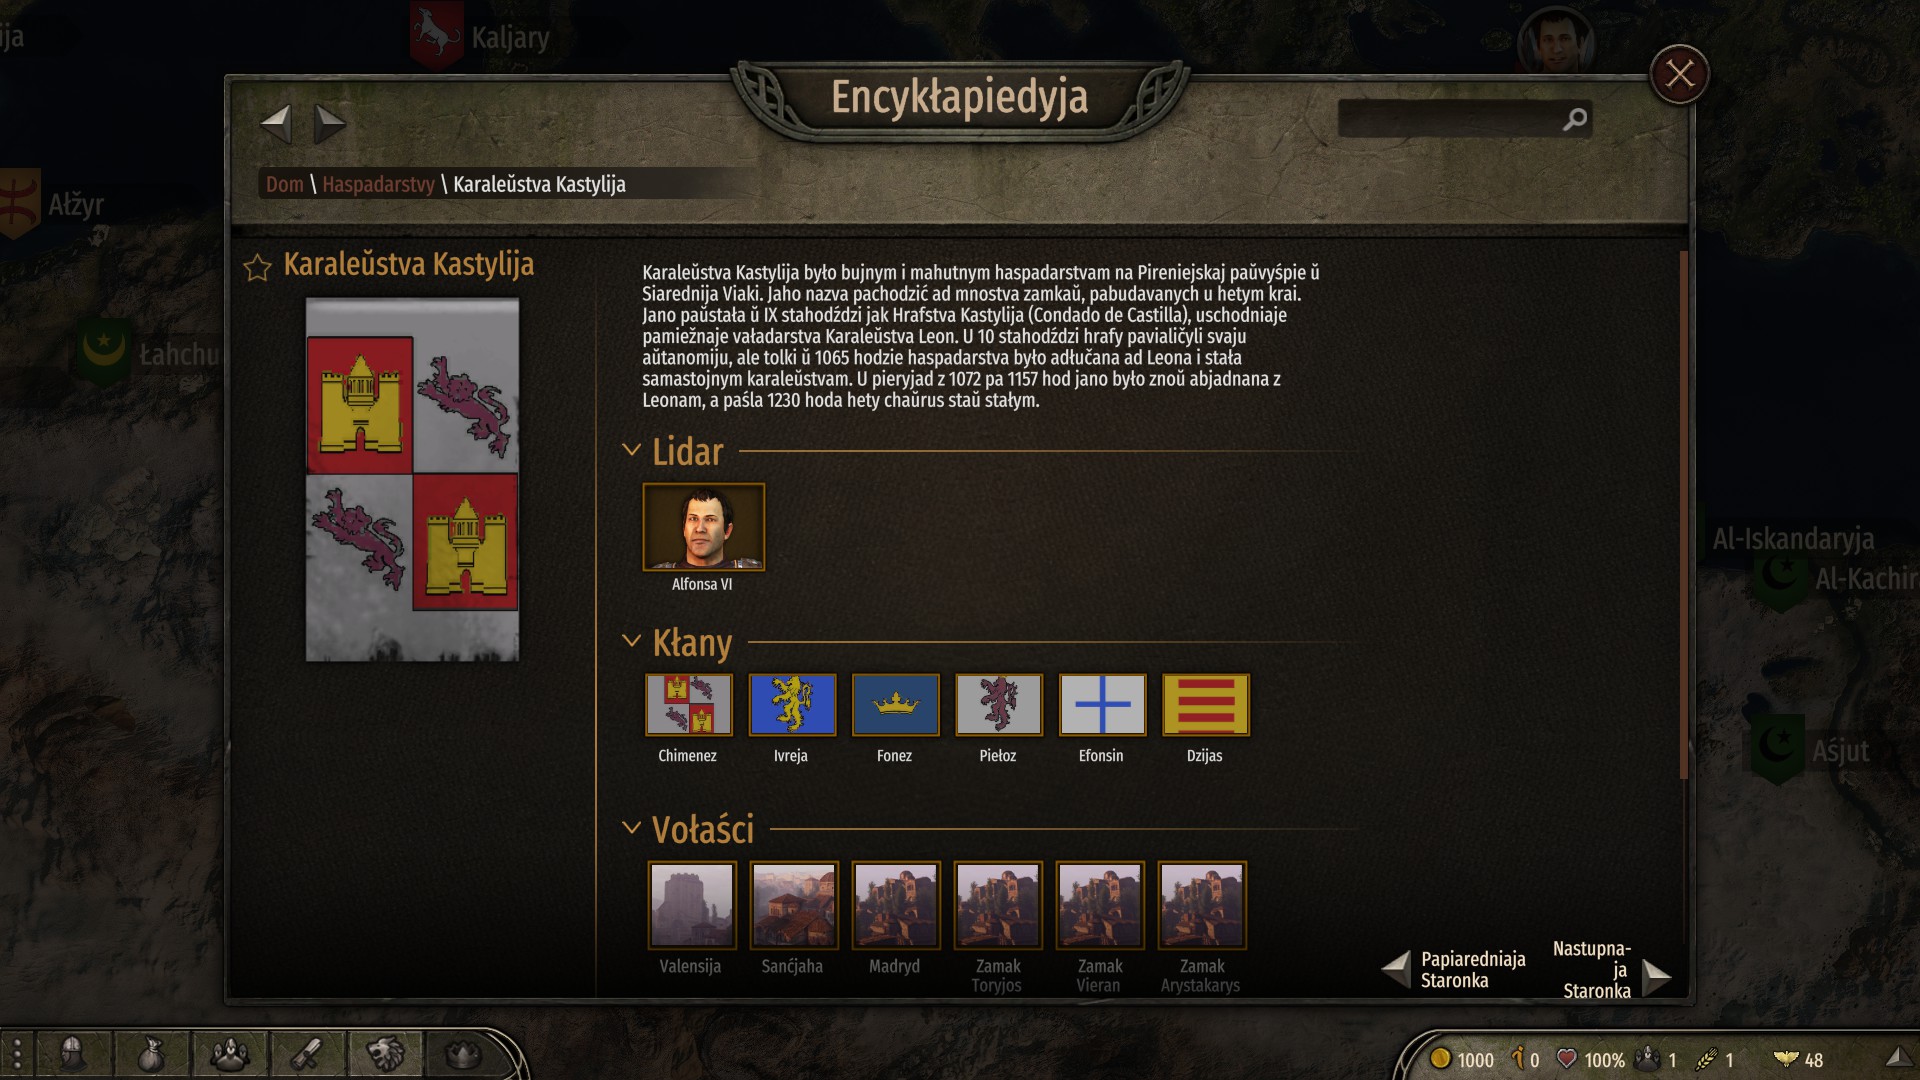 ija
Kaljary
Encykłapiedyja
Dom \ Haspadarstvy \ Karaleŭstva Kastylija
Ałžyr
Karaleŭstva Kastylija
Karaleŭstva Kastylija było bujnym i mahutnym haspadarstvam na Pireniejskaj paŭvyśpie ŭ
Siarednija Viaki. Jaho nazva pachodzić ad mnostva zamkaŭ, pabudavanych u hetym krai.
Jano paŭstała ŭ IX stahodździ jak Hrafstva Kastylija (Condado de Castilla), uschodniaje
pamiežnaje vaładarstva Karaleŭstva Leon. U 10 stahodździ hrafy pavialičyli svaju
aŭtanomiju, ale tolki ŭ 1065 hodzie haspadarstva było adłučana ad Leona i stała
samastojnym karaleŭstvam. U pieryjad z 1072 pa 1157 hod jano było znoŭ abjadnana z
Leonam, a paśla 1230 hoda hety chaŭrus staŭ stałym.
Łahchu
Lidar
Alfonsa VI
Al-Iskandaryja
Al-Kachir
Kłany
Chimenez
Ivreja
Fonez
Piełoz
Efonsin
Dzijas
Aśjut
Vołaści
Valensija
Sanćjaha
Madryd
Zamak
Toryjos
Zamak
Vieran
Zamak
Arystakarys
Papiaredniaja
Staronka
Nastupna-
ja
Staronka
1000
0
100%
1
1
48